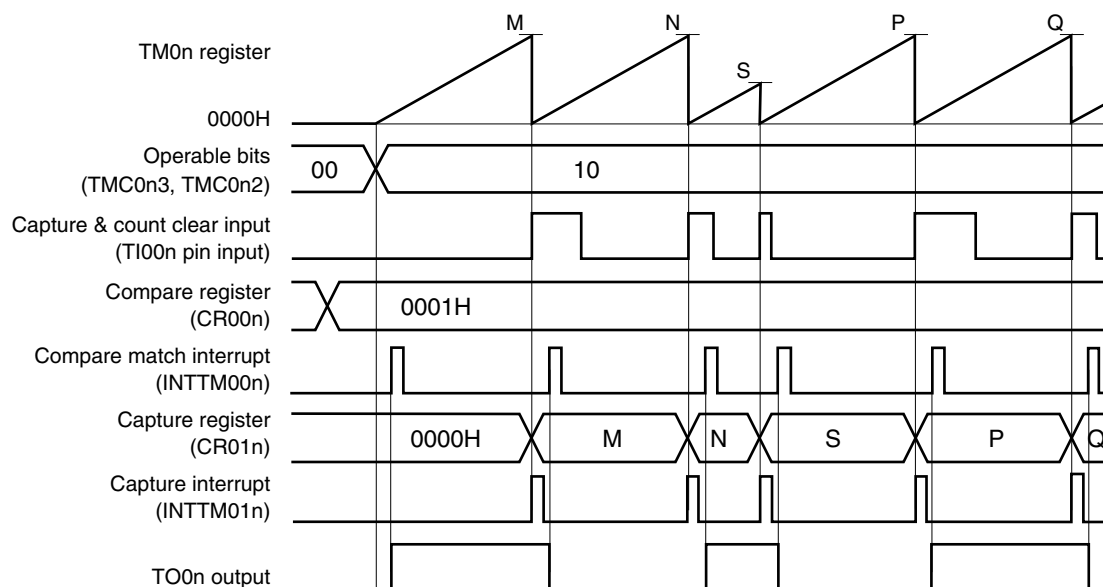 M N S P Q
TM0n register
0000H
Operable bits
(TMC0n3, TMC0n2)
00 10
Capture & count clear input
(TI00n pin input)
Compare register
(CR00n)
0001H
Compare match interrupt
(INTTM00n)
Capture register
(CR01n)
0000H M N S P Q
Capture interrupt
(INTTM01n)
TO0n output